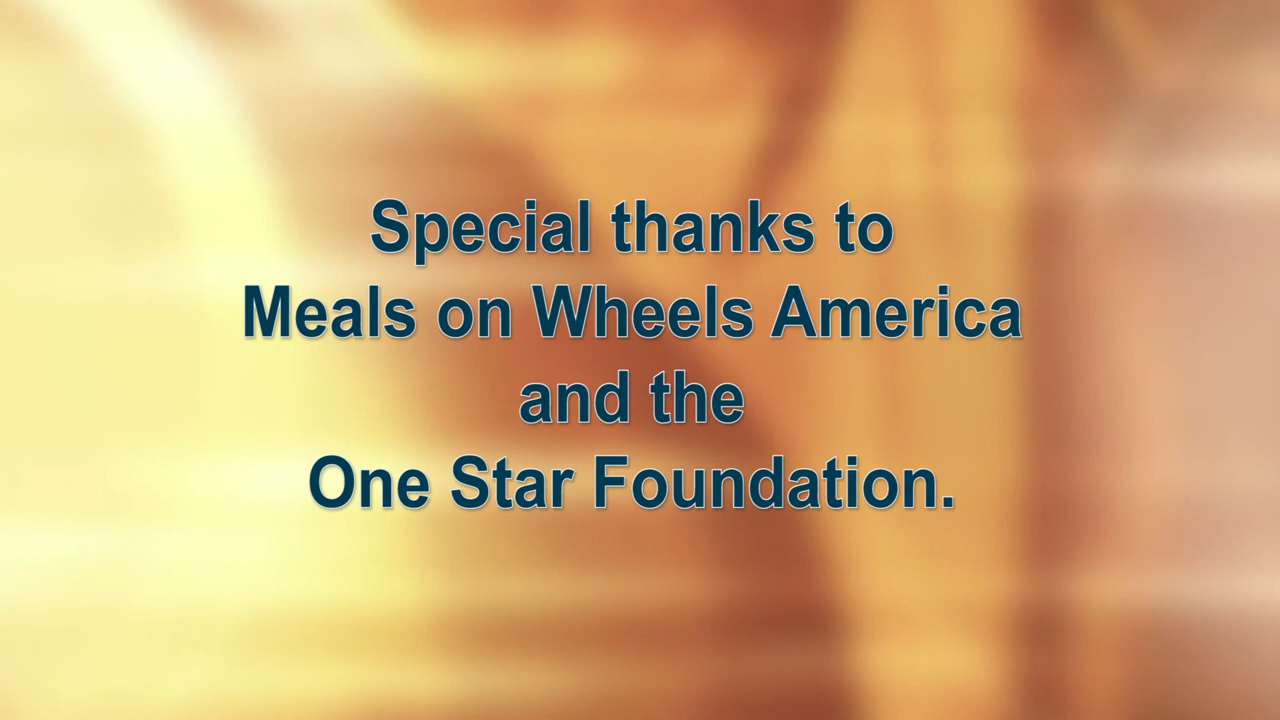 Special thanks to
Meals on Wheels America
and the
One Star Foundation.